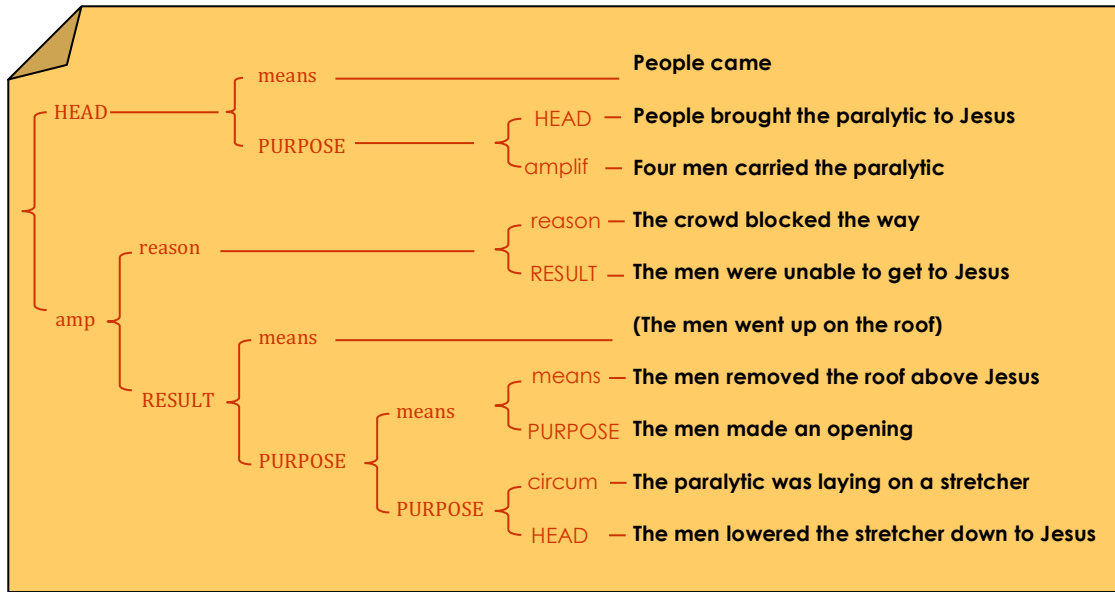 means People came
HEAD
HEAD People brought the paralytic to Jesus
PURPOSE
amplif Four men carried the paralytic
reason The crowd blocked the way
reason
RESULT The men were unable to get to Jesus
amp
(The men went up on the roof)
means
means The men removed the roof above Jesus
RESULT
means
PURPOSE The men made an opening
PURPOSE
circum The paralytic was laying on a stretcher
PURPOSE
HEAD The men lowered the stretcher down to Jesus